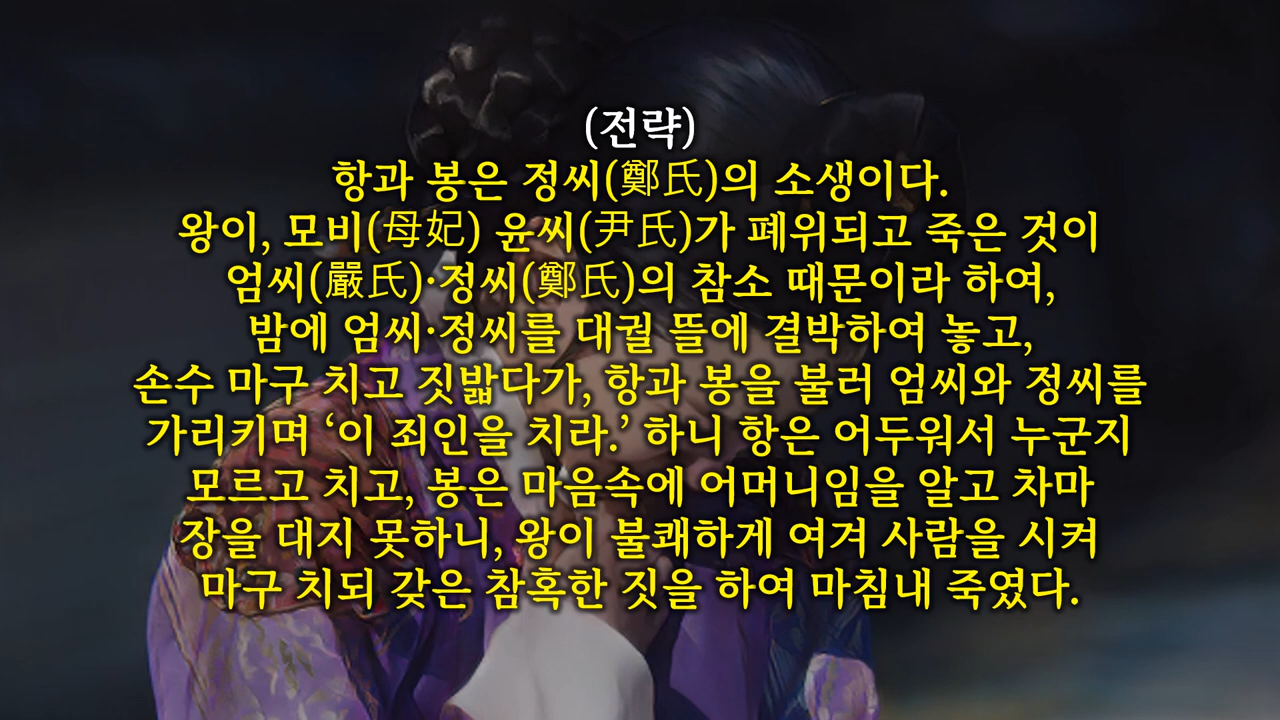 (전략)
항과 봉은 정씨(鄭氏)의 소생이다.
왕이, 모비(母妃) 윤씨(尹氏)가 폐위되고 죽은 것이
엄씨(嚴氏)·정씨(鄭氏)의 참소 때문이라 하여,
밤에 엄씨·정씨를 대궐 뜰에 결박하여 놓고,
손수 마구 치고 짓밟다가, 항과 봉을 불러 엄씨와 정씨를
가리키며 ‘이 죄인을 치라.’ 하니 항은 어두워서 누군지
모르고 치고, 봉은 마음속에 어머니임을 알고 차마
장을 대지 못하니, 왕이 불쾌하게 여겨 사람을 시켜
마구 치되 갖은 참혹한 짓을 하여 마침내 죽였다.